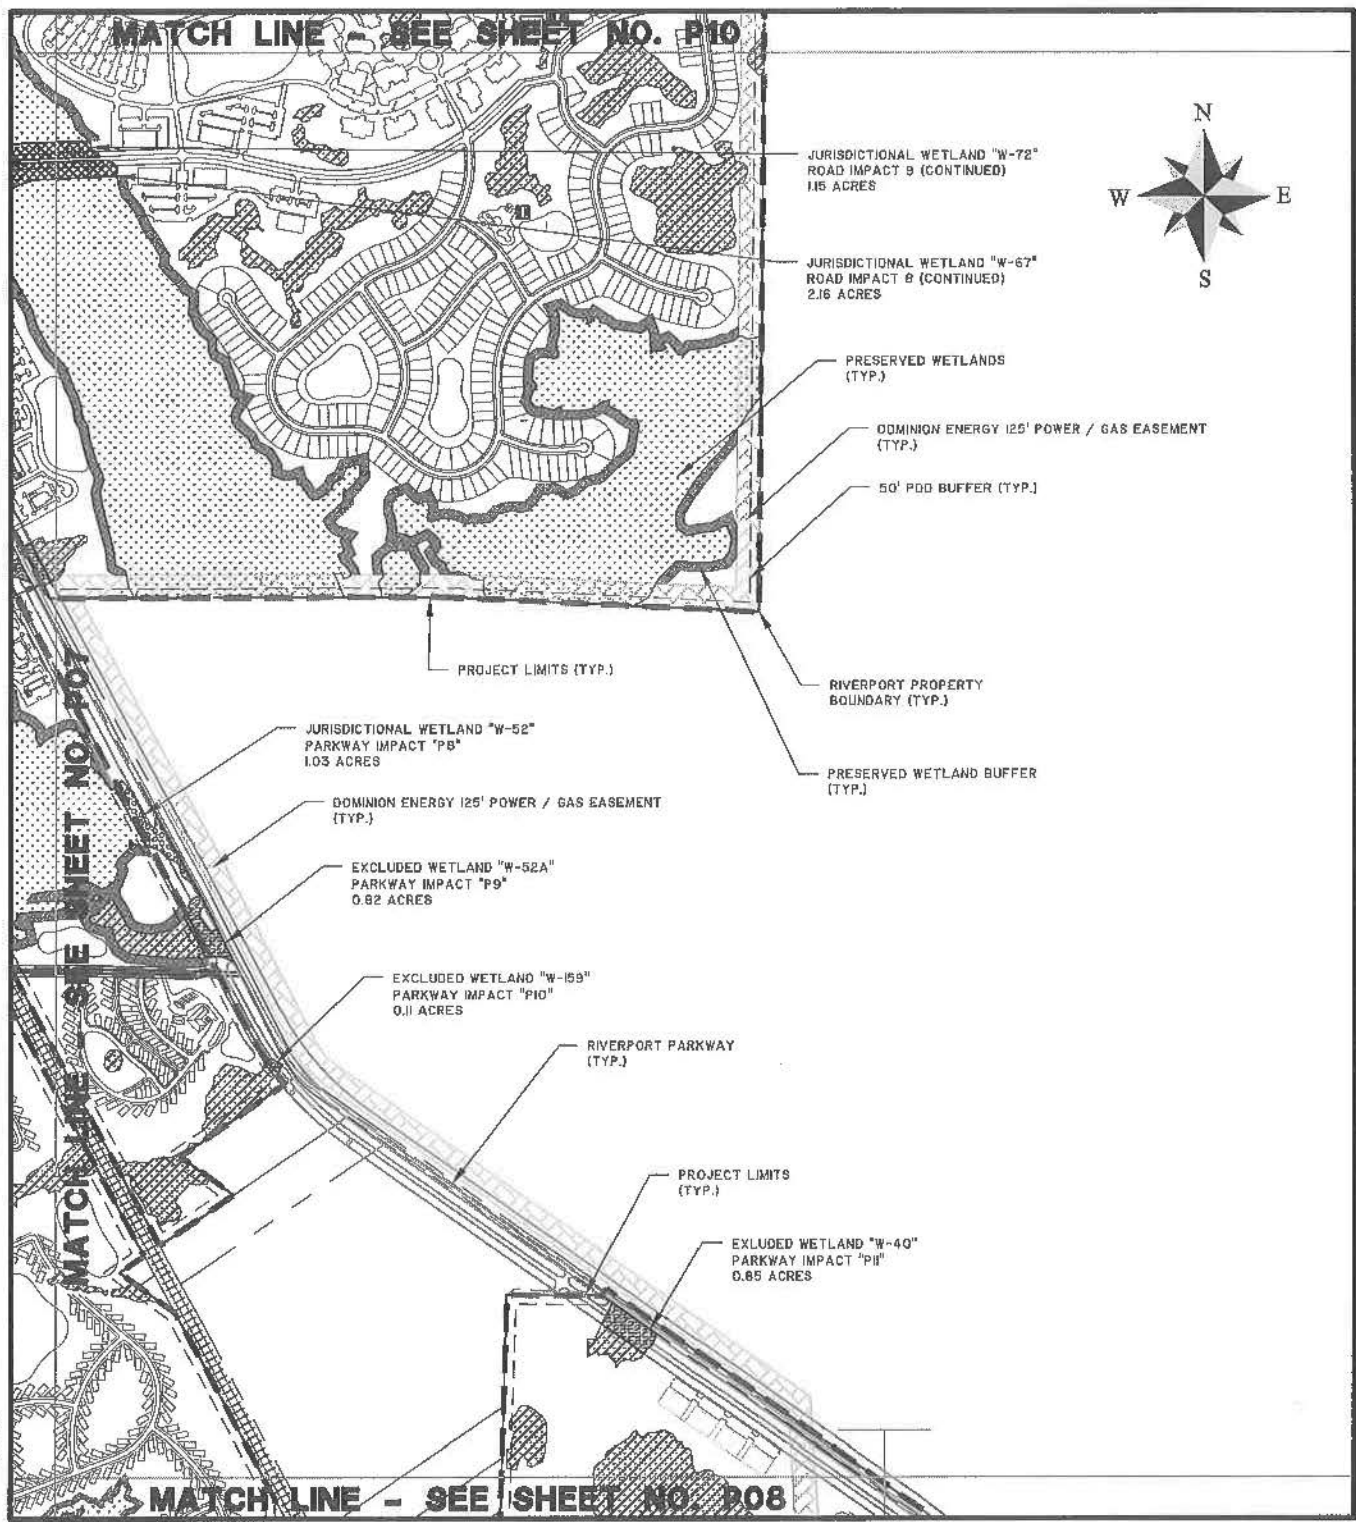 MATCH LINE - SEE SHEET NO. P10
N
W
E
S
JURISDICTIONAL WETLAND "W-72"
ROAD IMPACT 9 (CONTINUED)
1.15 ACRES
JURISDICTIONAL WETLAND "W-67"
ROAD IMPACT 8 (CONTINUED)
2.16 ACRES
PRESERVED WETLANDS
(TYP.)
DOMINION ENERGY 125' POWER / GAS EASEMENT
(TYP.)
50' PDD BUFFER (TYP.)
PROJECT LIMITS (TYP.)
RIVERPORT PROPERTY
BOUNDARY (TYP.)
PRESERVED WETLAND BUFFER
(TYP.)
MATCH LINE - SEE SHEET NO. P07
JURISDICTIONAL WETLAND "W-52"
PARKWAY IMPACT "P8"
1.03 ACRES
DOMINION ENERGY 125' POWER / GAS EASEMENT
(TYP.)
EXCLUDED WETLAND "W-52A"
PARKWAY IMPACT "P9"
0.82 ACRES
EXCLUDED WETLAND "W-159"
PARKWAY IMPACT "P10"
0.11 ACRES
RIVERPORT PARKWAY
(TYP.)
PROJECT LIMITS
(TYP.)
EXLUDED WETLAND "W-40"
PARKWAY IMPACT "P11"
0.85 ACRES
MATCH LINE - SEE SHEET NO. P08